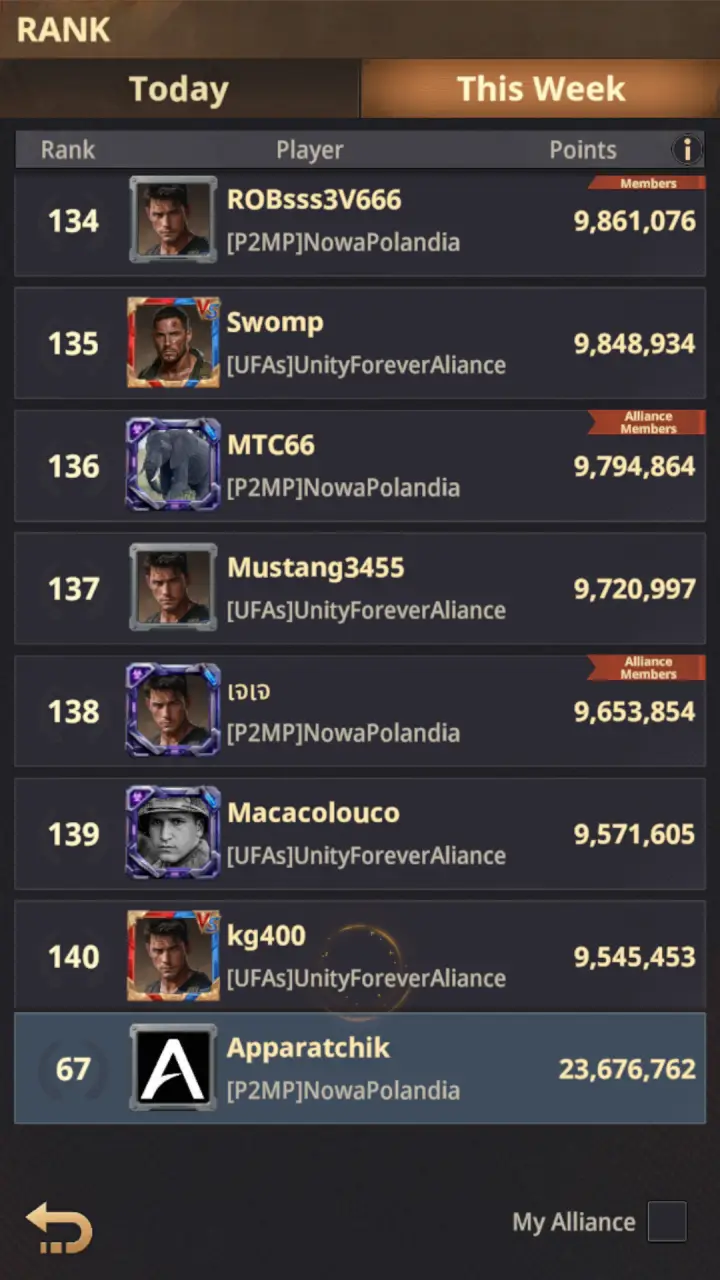 RANK
Today
This Week
Rank
Player
Points
i
Members
134
ROBsss3V666
[P2MP]NowaPolandia
9,861,076
135
VS
Swomp
[UFAs]UnityForeverAliance
9,848,934
Alliance
Members
136
MTC66
[P2MP]NowaPolandia
9,794,864
137
Mustang3455
[UFAs]UnityForeverAliance
9,720,997
Alliance
Members
138
เจเจ
[P2MP]NowaPolandia
9,653,854
139
Macacolouco
[UFAs]UnityForeverAliance
9,571,605
140
VS
kg400
[UFAs]UnityForeverAliance
9,545,453
67
A
Apparatchik
[P2MP]NowaPolandia
23,676,762
My Alliance